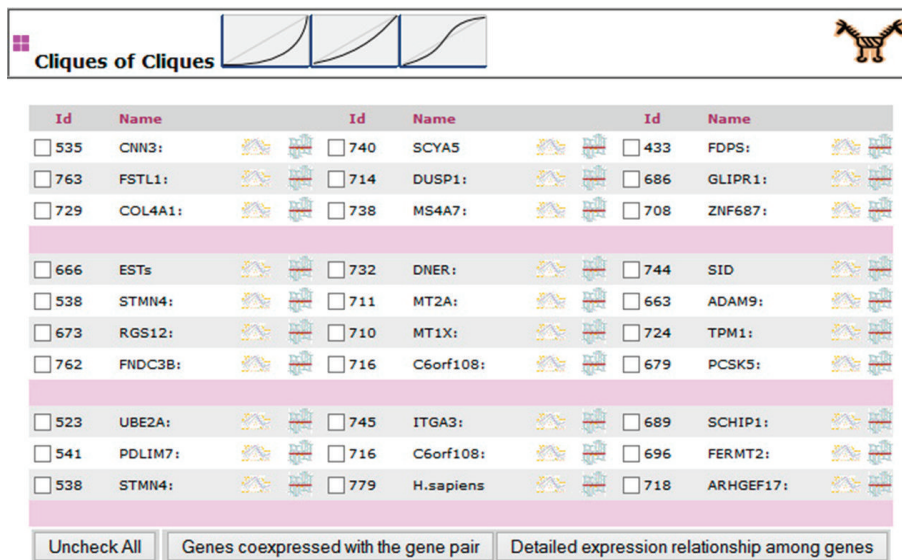 Cliques of Cliques
Id Name Id Name Id Name
535 CNN3: 740 SCYA5 433 FDPS:
763 FSTL1: 714 DUSP1: 686 GLIPR1:
729 COL4A1: 738 MS4A7: 708 ZNF687:
666 ESTs 732 DNER: 744 SID
538 STMN4: 711 MT2A: 663 ADAM9:
673 RGS12: 710 MT1X: 724 TPM1:
762 FNDC3B: 716 C6orf108: 679 PCSK5:
523 UBE2A: 745 ITGA3: 689 SCHIP1:
541 PDLIM7: 716 C6orf108: 696 FERMT2:
538 STMN4: 779 H.sapiens 718 ARHGEF17:
Uncheck All Genes coexpressed with the gene pair Detailed expression relationship among genes